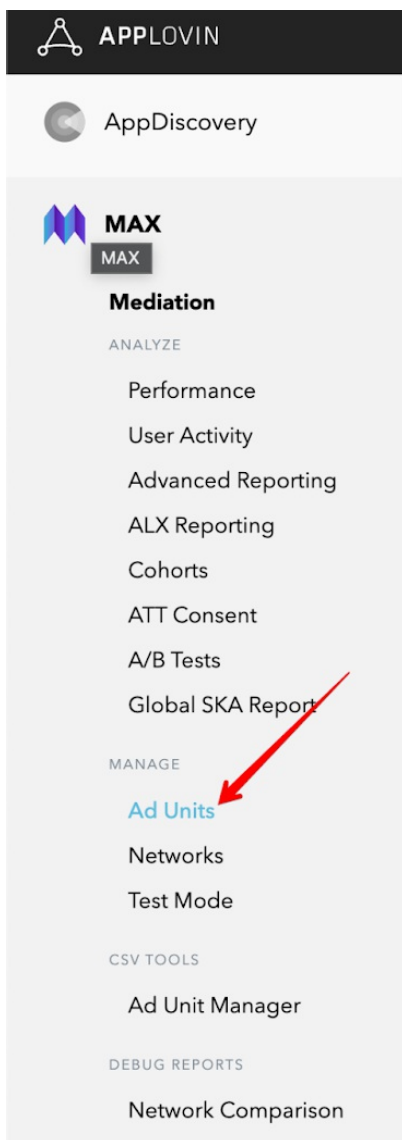 APPLOVIN
AppDiscovery
MAX
MAX
Mediation
ANALYZE
Performance
User Activity
Advanced Reporting
ALX Reporting
Cohorts
ATT Consent
A/B Tests
Global SKA Report
MANAGE
Ad Units
Networks
Test Mode
CSV TOOLS
Ad Unit Manager
DEBUG REPORTS
Network Comparison